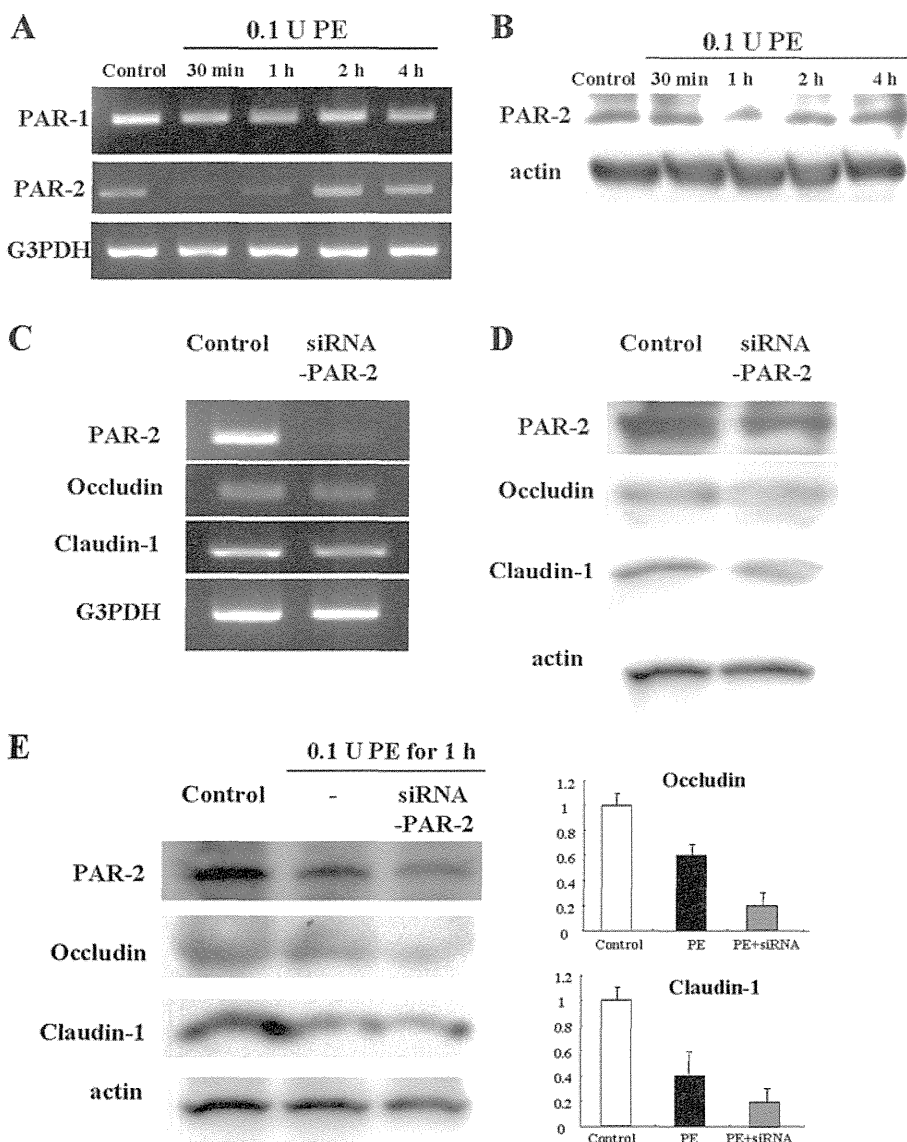 A
0.1 U PE
Control 30 min 1 h 2 h 4 h
PAR-1
PAR-2
G3PDH
B
0.1 U PE
Control 30 min 1 h 2 h 4 h
PAR-2
actin
C
Control siRNA
-PAR-2
PAR-2
Occludin
Claudin-1
G3PDH
D
Control siRNA
-PAR-2
PAR-2
Occludin
Claudin-1
actin
E
0.1 U PE for 1 h
Control - siRNA
-PAR-2
PAR-2
Occludin
Claudin-1
actin
Occludin
1.2
1
0.8
0.6
0.4
0.2
0
Control PE PE+siRNA
Claudin-1
1.2
1
0.8
0.6
0.4
0.2
0
Control PE PE+siRNA